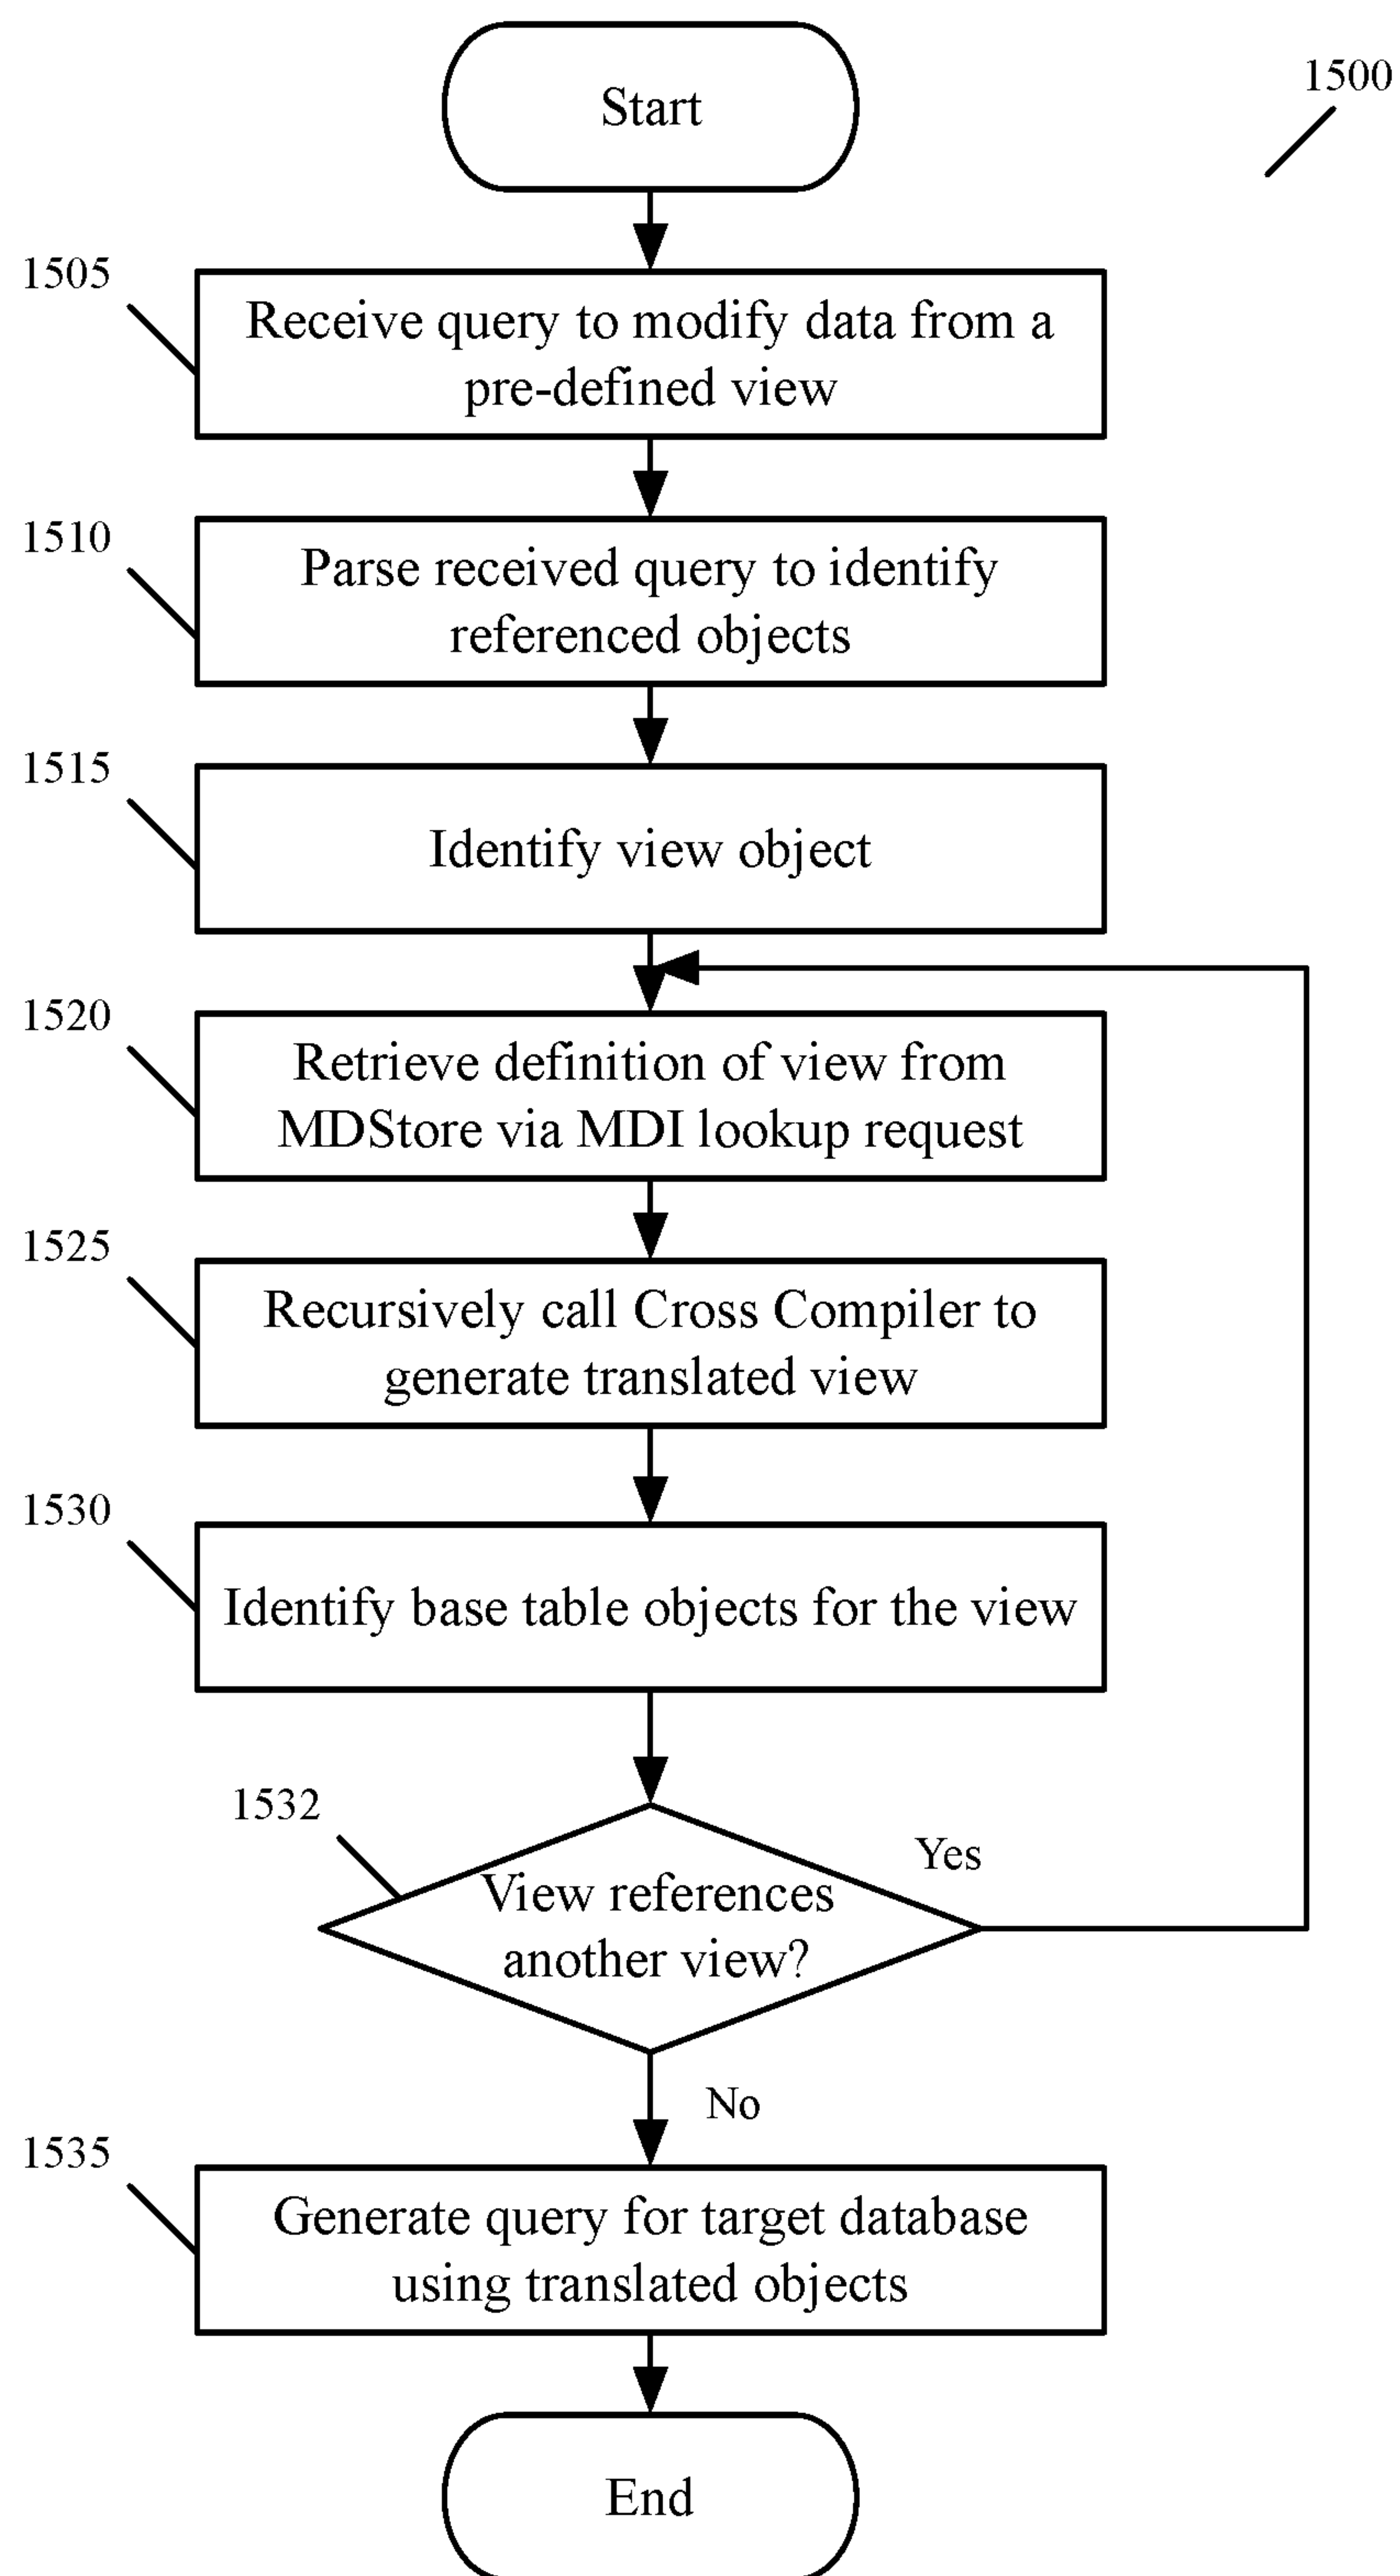 Start
1500
1505
Receive query to modify data from a
pre-defined view
1510
Parse received query to identify
referenced objects
1515
Identify view object
1520
Retrieve definition of view from
MDStore via MDI lookup request
1525
Recursively call Cross Compiler to
generate translated view
1530
Identify base table objects for the view
1532
Yes
View references
another view?
No
1535
Generate query for target database
using translated objects
End